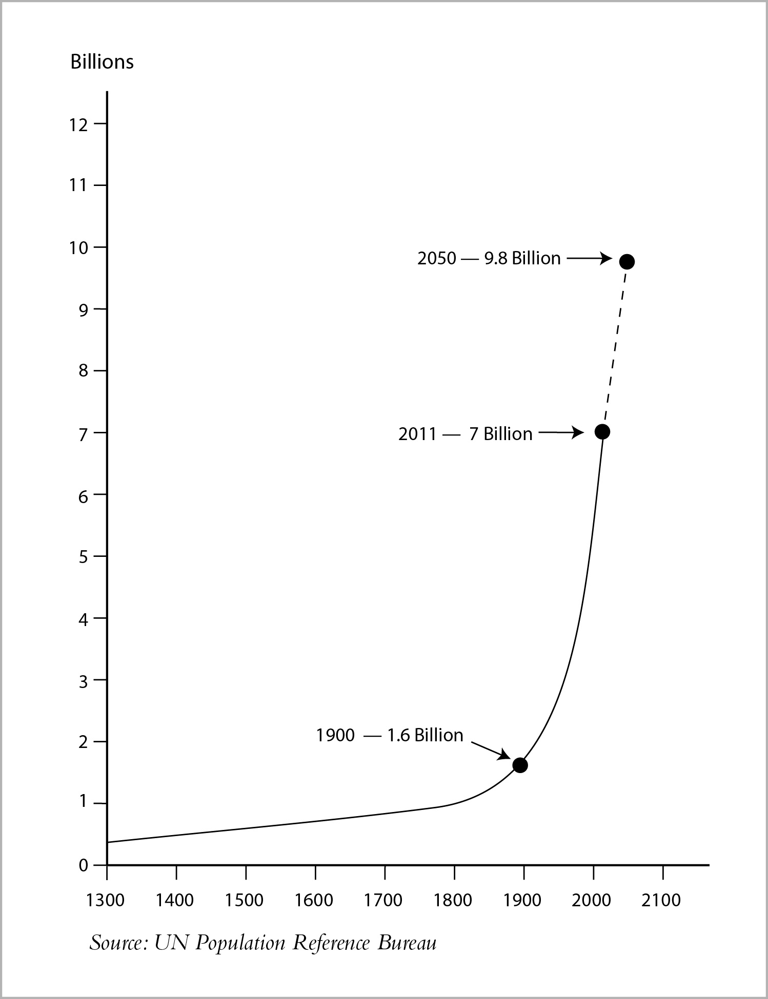 Billions
12
11
10
2050 — 9.8 Billion
9
8
7
2011 — 7 Billion
6
5
4
3
1900 — 1.6 Billion
2
1
0
1300 1400 1500 1600 1700 1800 1900 2000 2100
Source: UN Population Reference Bureau